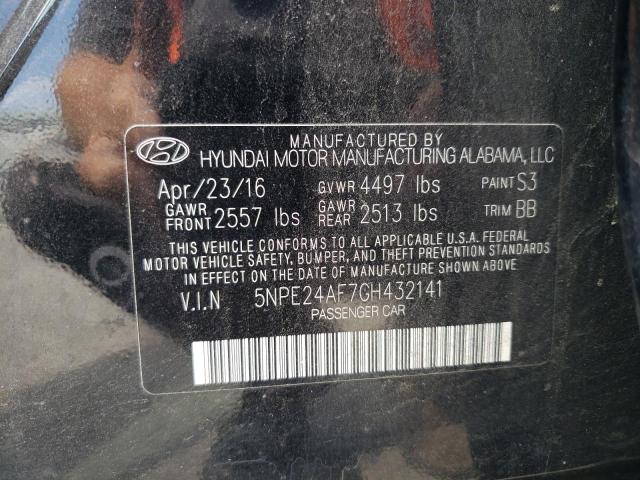 MANUFACTURED BY
HYUNDAI MOTOR MANUFACTURING ALABAMA, LLC
Apr/23/16 GVWR 4497 lbs PAINT S3
GAWR FRONT 2557 lbs GAWR REAR 2513 lbs TRIM BB
THIS VEHICLE CONFORMS TO ALL APPLICABLE U.S.A. FEDERAL
MOTOR VEHICLE SAFETY, BUMPER, AND THEFT PREVENTION STANDARDS
IN EFFECT ON THE DATE OF MANUFACTURE SHOWN ABOVE.
V.I.N 5NPE24AF7GH432141
PASSENGER CAR